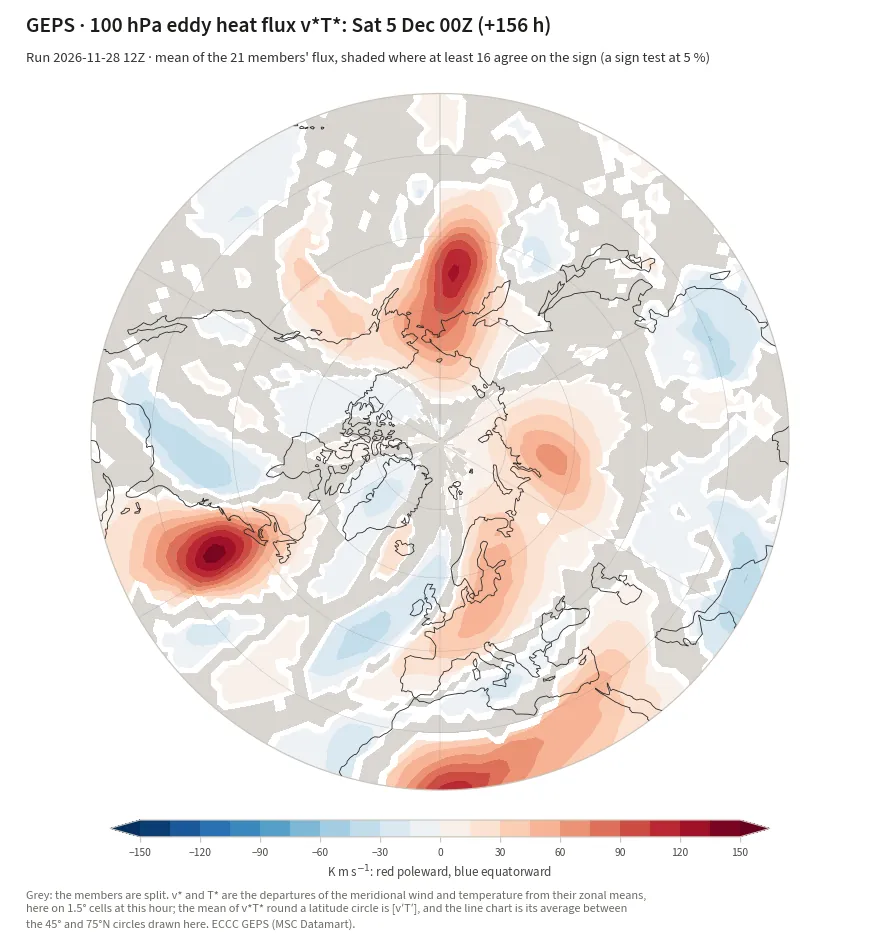 GEPS · 100 hPa eddy heat flux v*T*: Sat 5 Dec 00Z (+156 h)
Run 2026-11-28 12Z · mean of the 21 members' flux, shaded where at least 16 agree on the sign (a sign test at 5 %)
−150 −120 −90 −60 −30 0 30 60 90 120 150
K m s⁻¹: red poleward, blue equatorward
Grey: the members are split. v* and T* are the departures of the meridional wind and temperature from their zonal means,
here on 1.5° cells at this hour; the mean of v*T* round a latitude circle is [v'T'], and the line chart is its average between
the 45° and 75°N circles drawn here. ECCC GEPS (MSC Datamart).